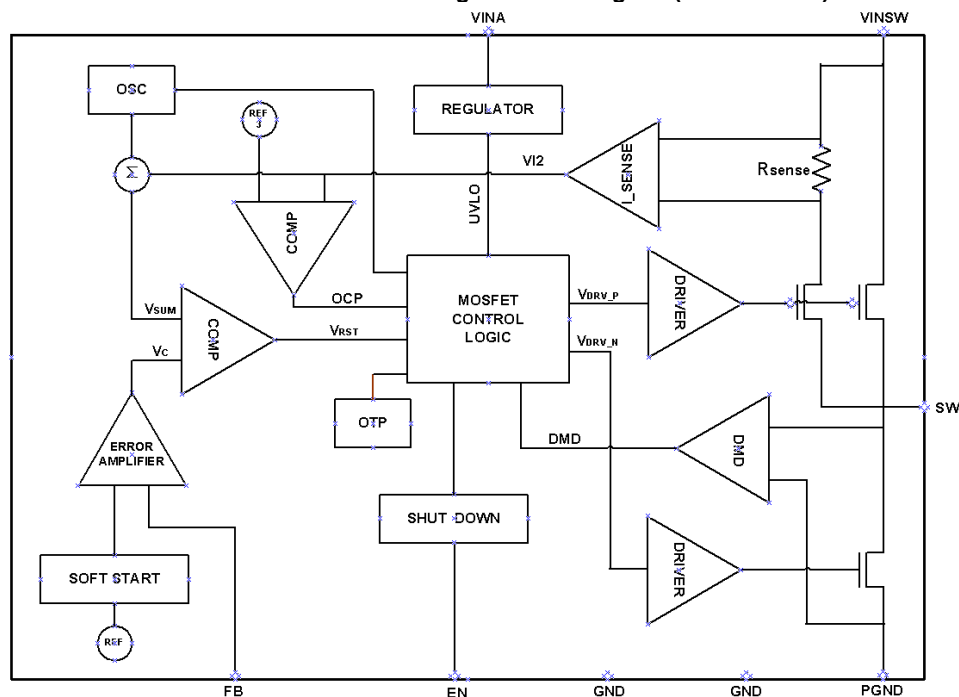 VINA
VINSW
OSC
REF
3
REGULATOR
Σ
VI2
I_SENSE
Rsense
UVLO
COMP
OCP
MOSFET
CONTROL
LOGIC
VDRV_P
DRIVER
VSUM
COMP
VRST
VC
VDRV_N
SW
OTP
ERROR
AMPLIFIER
DMD
DMD
SHUT DOWN
DRIVER
SOFT START
REF
FB
EN
GND
GND
PGND